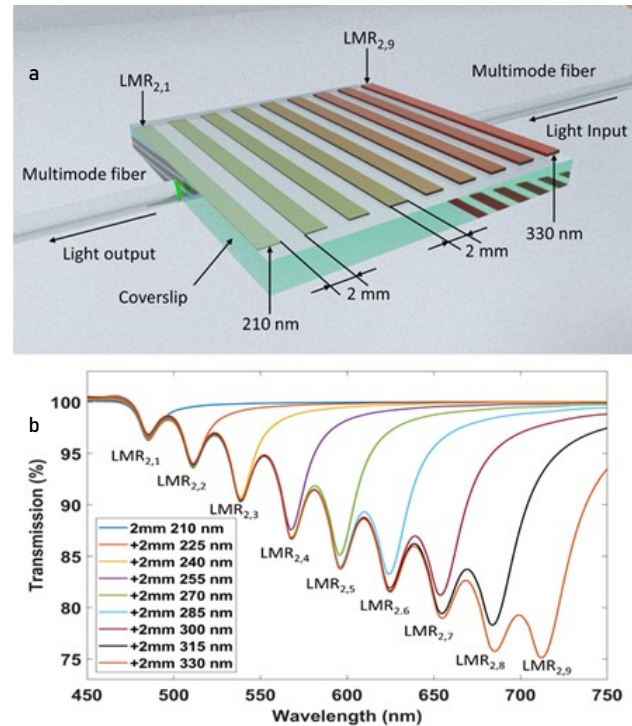 a
LMR2,1
LMR2,9
Multimode fiber
Light Input
Multimode fiber
Light output
Coverslip
210 nm
2 mm
2 mm
330 nm
b
Transmission (%)
100
95
90
85
80
75
LMR2,1
LMR2,2
LMR2,3
LMR2,4
LMR2,5
LMR2.6
LMR2,7
LMR2,8
LMR2,9
2mm 210 nm
+2mm 225 nm
+2mm 240 nm
+2mm 255 nm
+2mm 270 nm
+2mm 285 nm
+2mm 300 nm
+2mm 315 nm
+2mm 330 nm
450 500 550 600 650 700 750
Wavelength (nm)